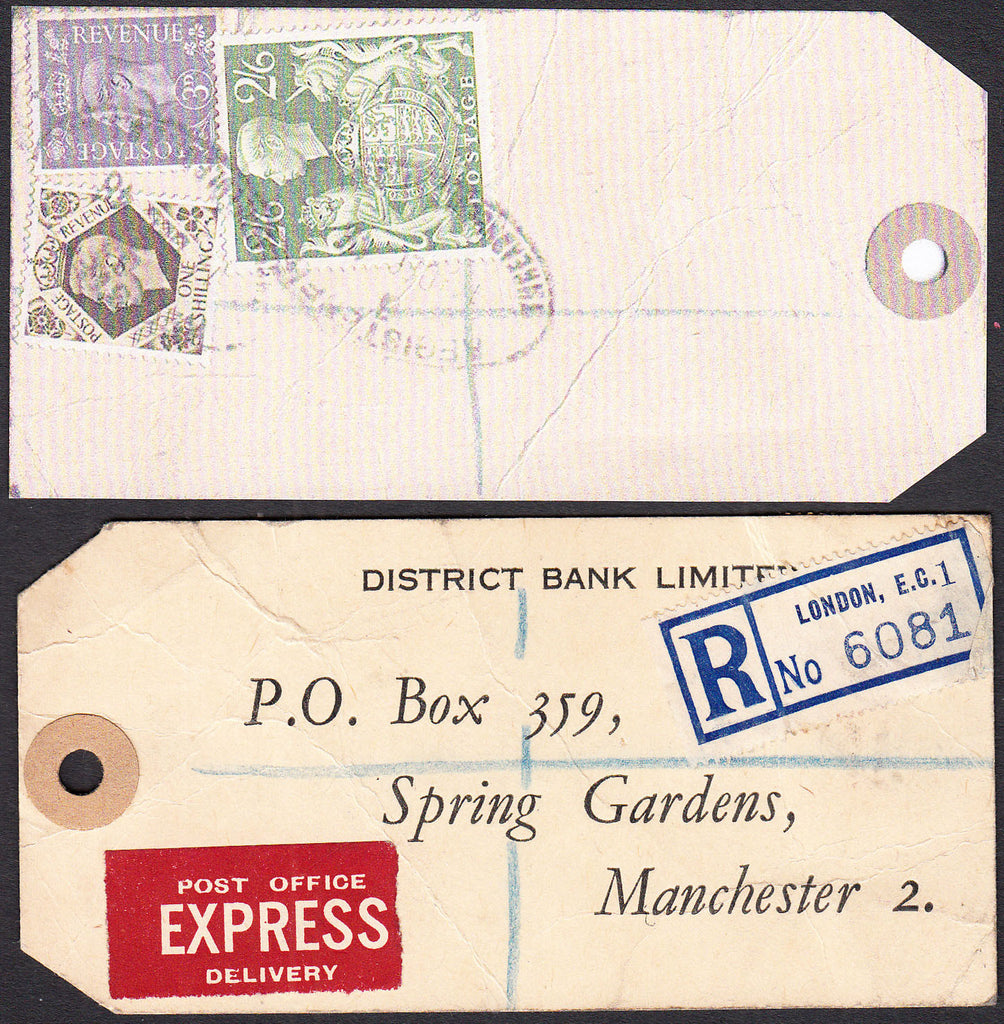 REVENUE
3D
POSTAGE
2/6
2/6
POSTAGE
REVENUE
POSTAGE
ONE
SHILLING
REGISTERED
DISTRICT BANK LIMITED
R
LONDON, E.C.1
No 6081
P.O. Box 359,
Spring Gardens,
Manchester 2.
POST OFFICE
EXPRESS
DELIVERY